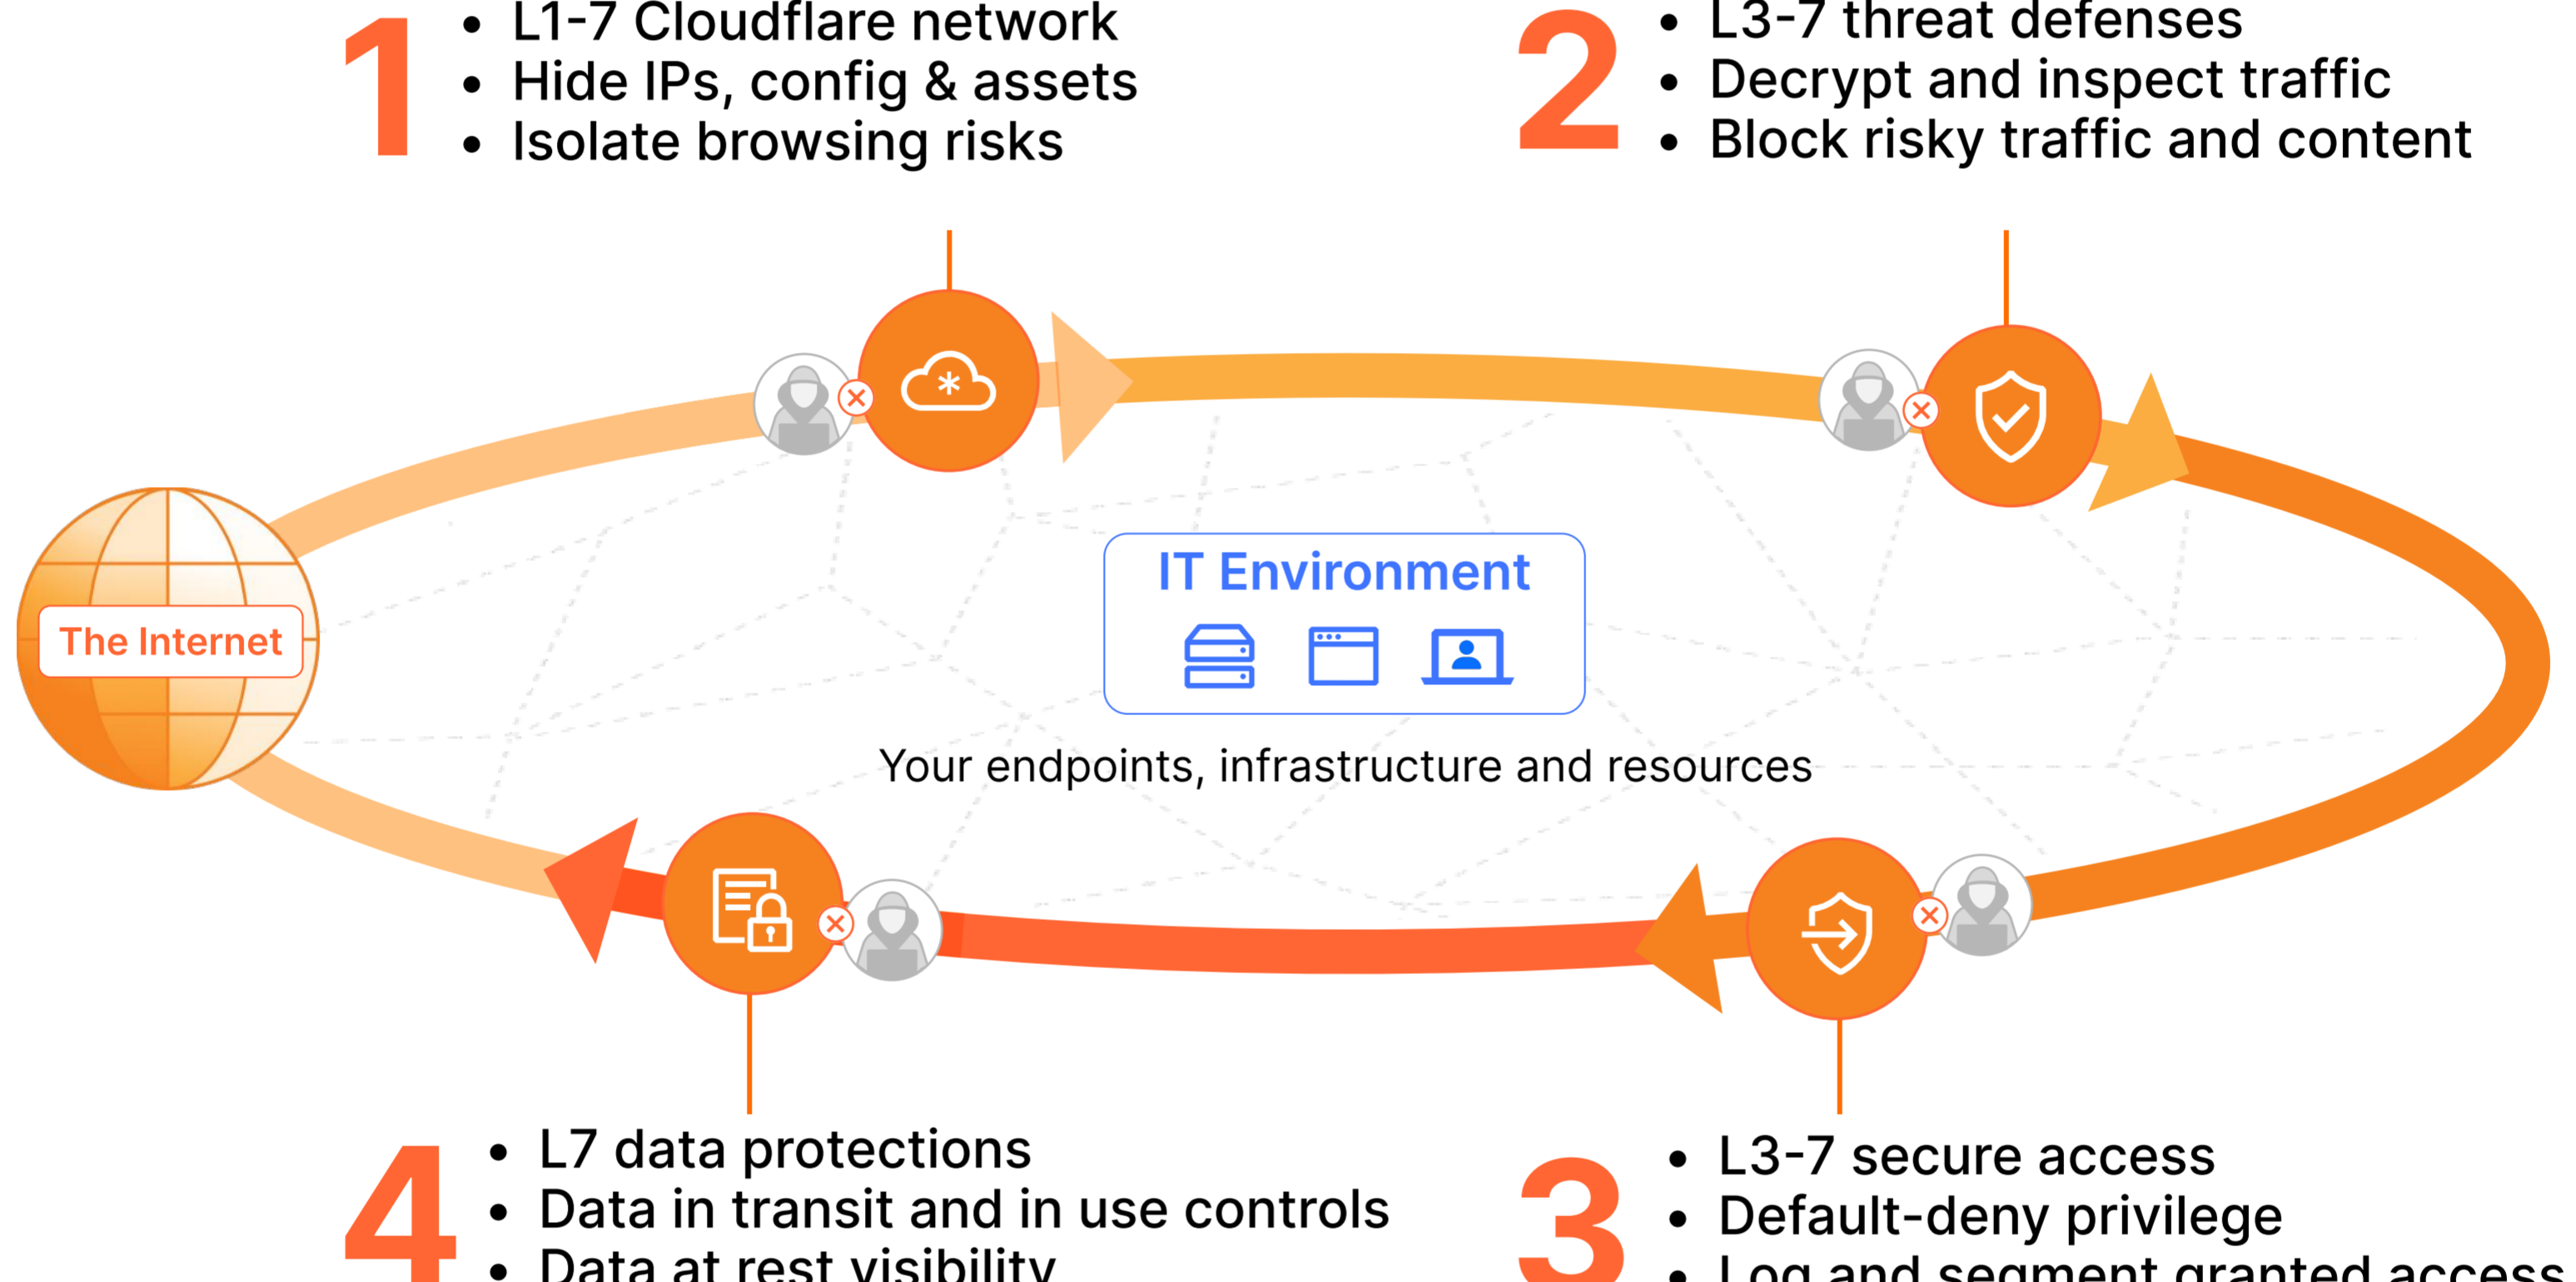 1
• L1-7 Cloudflare network
• Hide IPs, config & assets
• Isolate browsing risks
2
• L3-7 threat defenses
• Decrypt and inspect traffic
• Block risky traffic and content
The Internet
IT Environment
Your endpoints, infrastructure and resources
4
• L7 data protections
• Data in transit and in use controls
• Data at rest visibility
3
• L3-7 secure access
• Default-deny privilege
• Log and segment granted access